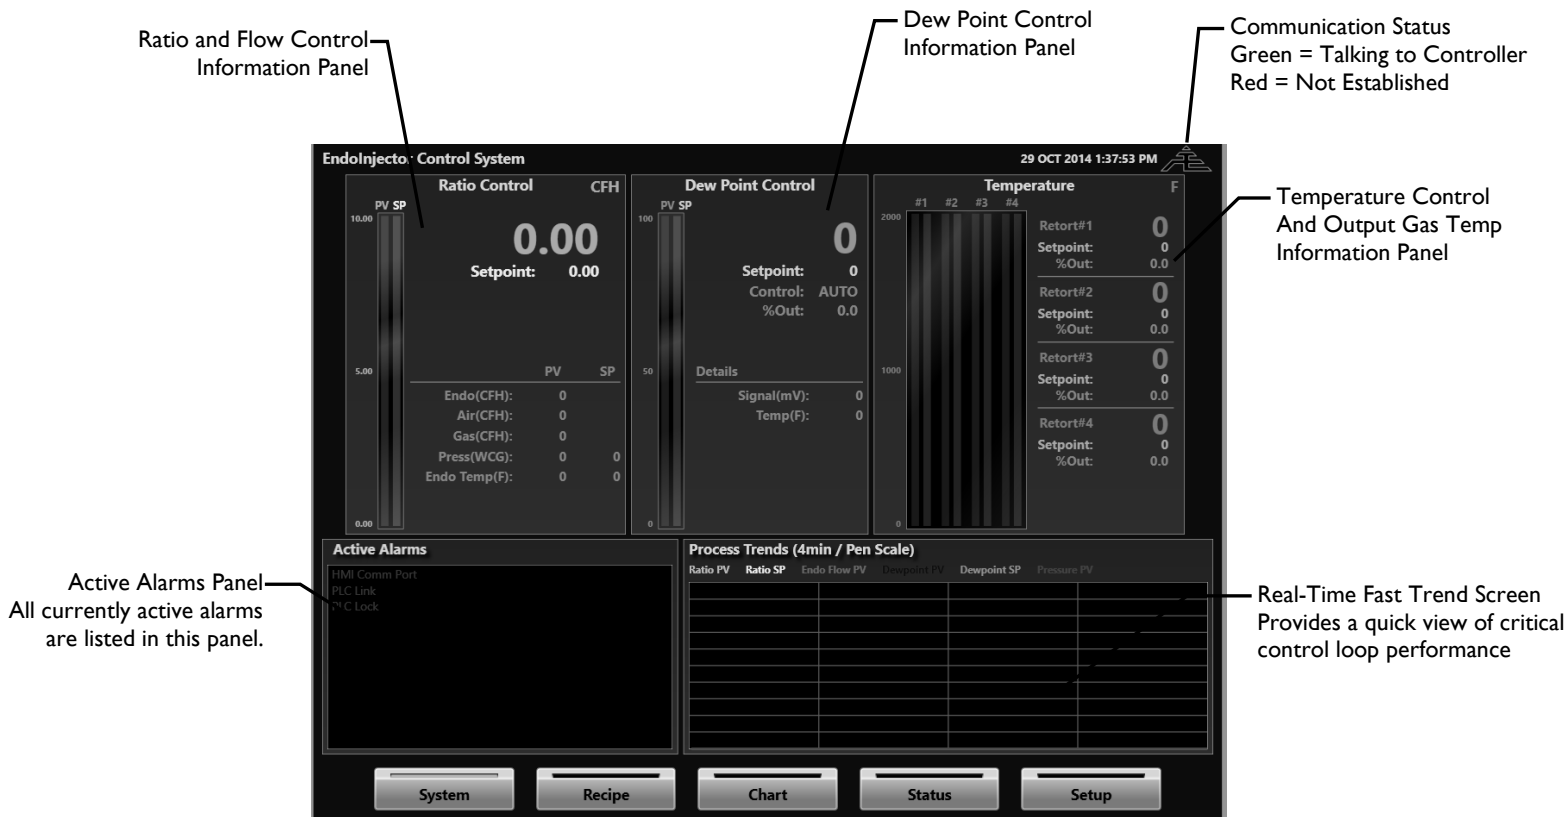 Ratio and Flow Control
Information Panel
Dew Point Control
Information Panel
Communication Status
Green = Talking to Controller
Red = Not Established
EndoInjector Control System
29 OCT 2014 1:37:53 PM
Ratio Control CFH
PV SP
10.00
5.00
0.00
0.00
Setpoint: 0.00
PV SP
Endo(CFH): 0
Air(CFH): 0
Gas(CFH): 0
Press(WCG): 0 0
Endo Temp(F): 0 0
Dew Point Control
PV SP
100
50
0
0
Setpoint: 0
Control: AUTO
%Out: 0.0
Details
Signal(mV): 0
Temp(F): 0
Temperature F
#1 #2 #3 #4
2000
1000
0
Retort#1 0
Setpoint: 0
%Out: 0.0
Retort#2 0
Setpoint: 0
%Out: 0.0
Retort#3 0
Setpoint: 0
%Out: 0.0
Retort#4 0
Setpoint: 0
%Out: 0.0
Temperature Control
And Output Gas Temp
Information Panel
Active Alarms
HMI Comm Port
PLC Link
PLC Lock
Active Alarms Panel
All currently active alarms
are listed in this panel.
Process Trends (4min / Pen Scale)
Ratio PV Ratio SP Endo Flow PV Dewpoint PV Dewpoint SP Pressure PV
Real-Time Fast Trend Screen
Provides a quick view of critical
control loop performance
System Recipe Chart Status Setup